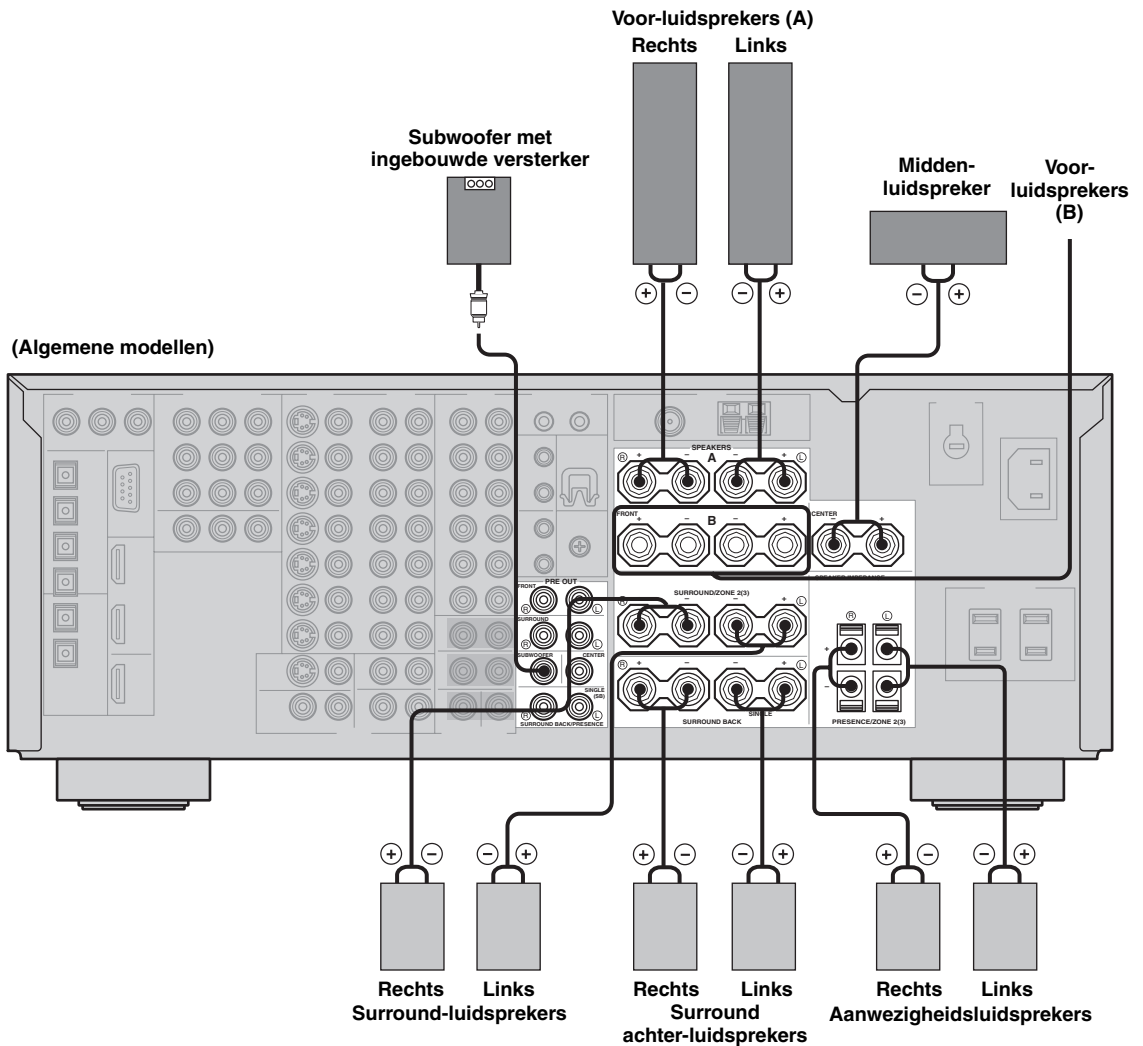 Voor-luidsprekers (A)
Rechts Links
Subwoofer met
ingebouwde versterker
Midden-
luidspreker
Voor-
luidsprekers
(B)
(Algemene modellen)
+ − − +
− +
SPEAKERS
R + − A − + L
FRONT
+ − B − +
CENTER
− +
SPEAKER IMPEDANCE
PRE OUT
FRONT
R L
SURROUND
R L
SUBWOOFER CENTER
SINGLE
(SB)
R L
SURROUND BACK/PRESENCE
SURROUND/ZONE 2(3)
R + − − + L
R + − − + L
SINGLE
SURROUND BACK
R L
+
−
PRESENCE/ZONE 2(3)
+ − − + + − − + + − − +
Rechts Links
Surround-luidsprekers
Rechts Links
Surround
achter-luidsprekers
Rechts Links
Aanwezigheidsluidsprekers